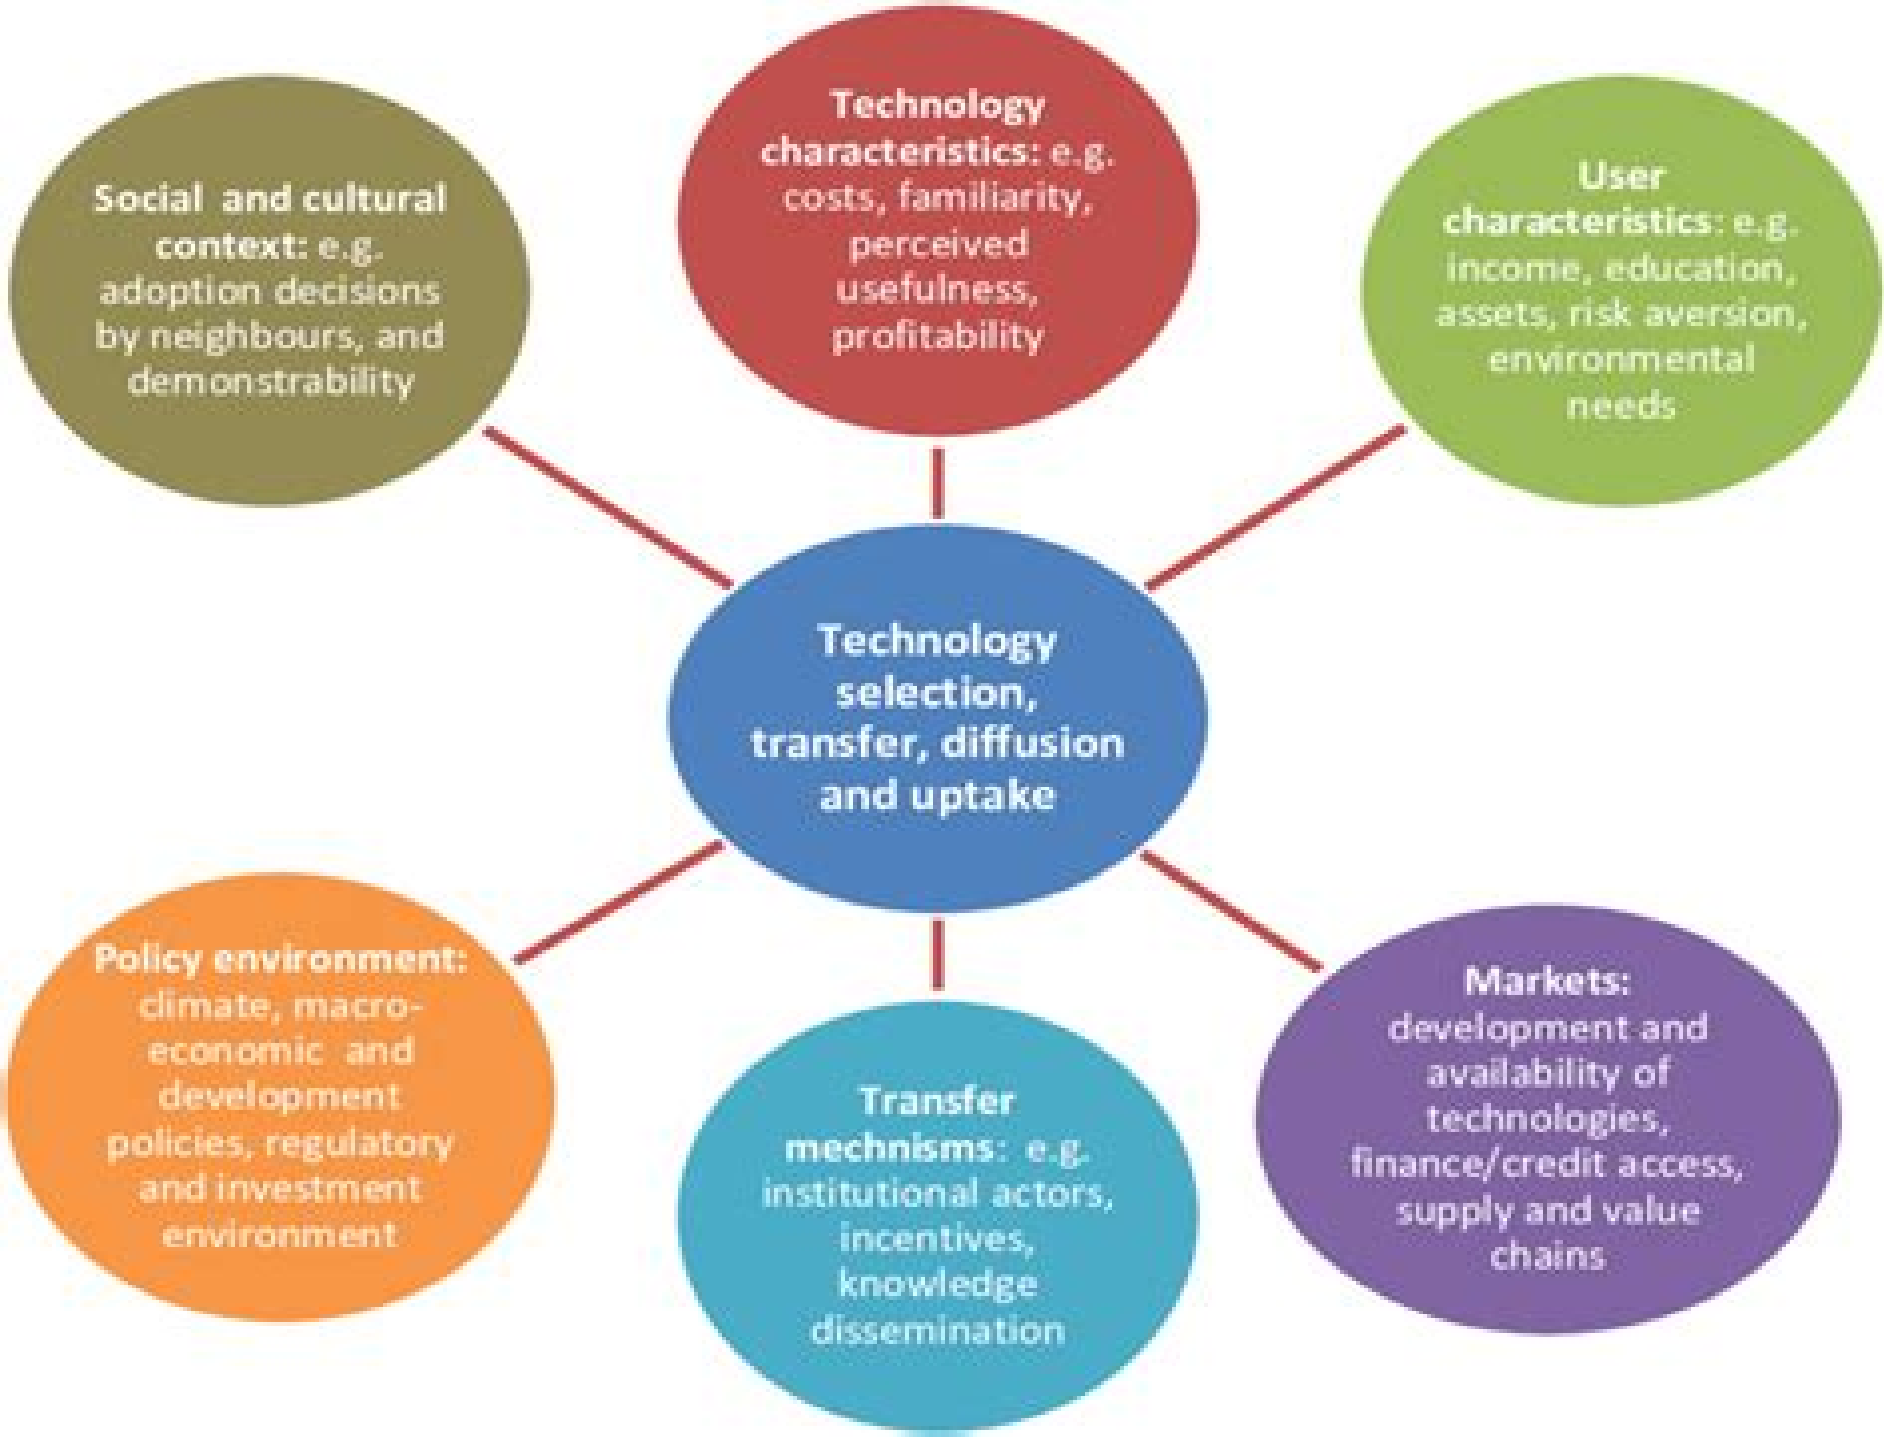 Social and cultural
context: e.g.
adoption decisions
by neighbours, and
demonstrability
Technology
characteristics: e.g.
costs, familiarity,
perceived
usefulness,
profitability
User
characteristics: e.g.
income, education,
assets, risk aversion,
environmental
needs
Technology
selection,
transfer, diffusion
and uptake
Policy environment:
climate, macro-
economic and
development
policies, regulatory
and investment
environment
Transfer
mechnisms: e.g.
institutional actors,
incentives,
knowledge
dissemination
Markets:
development and
availability of
technologies,
finance/credit access,
supply and value
chains